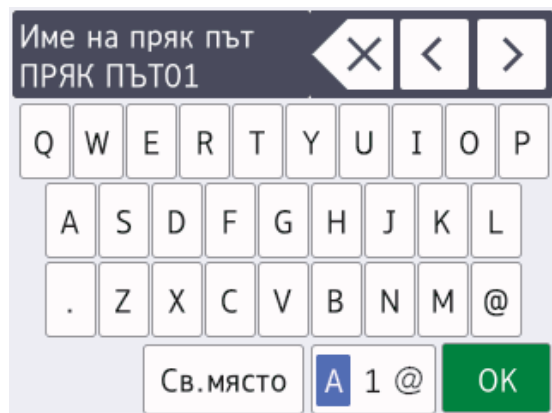 Име на пряк път
ПРЯК ПЪТ01
Q W E R T Y U I O P
A S D F G H J K L
. Z X C V B N M @
Св.място A 1 @ OK